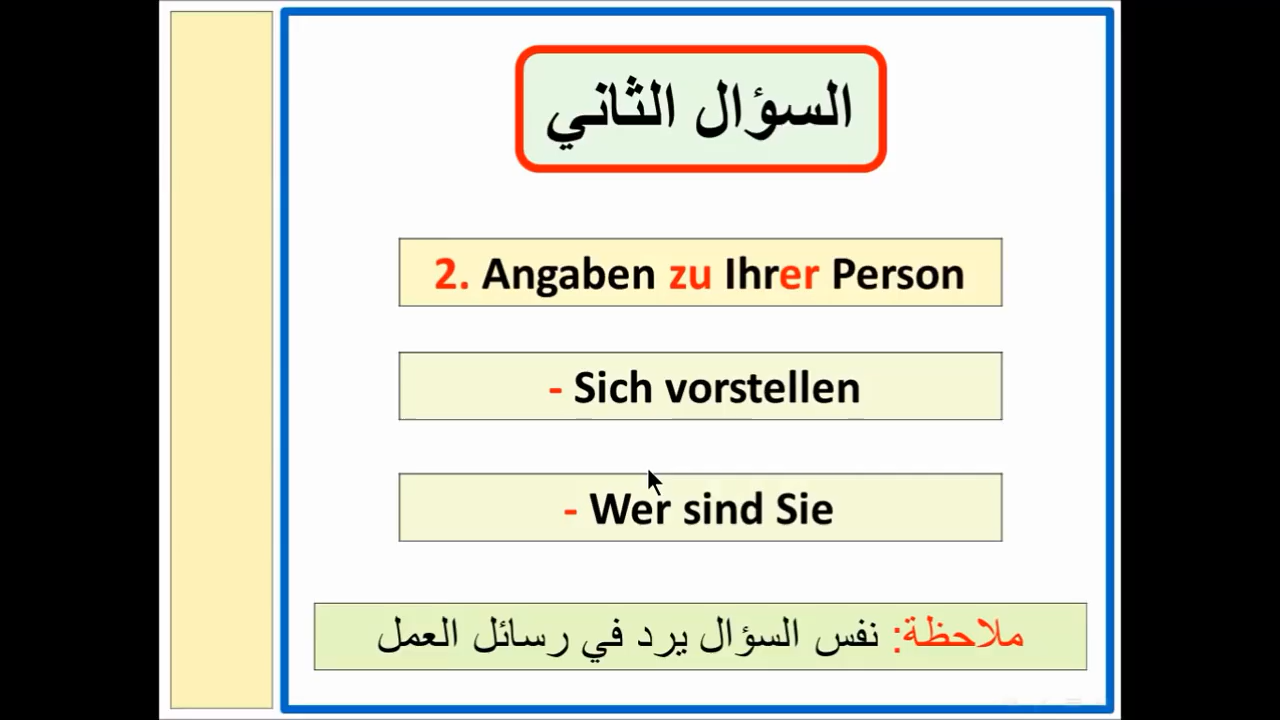 السؤال الثاني
2. Angaben zu Ihrer Person
- Sich vorstellen
- Wer sind Sie
ملاحظة: نفس السؤال يرد في رسائل العمل